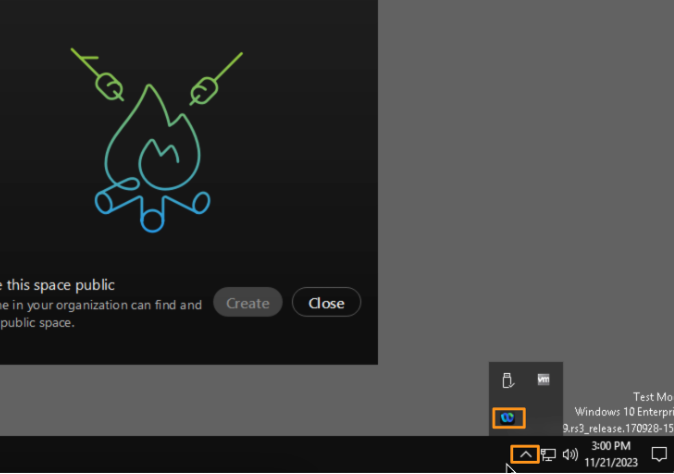 e this space public
ne in your organization can find and
public space.
Create
Close
vm
Test Mo
Windows 10 Enterpri
9.rs3_release.170928-15
3:00 PM
11/21/2023